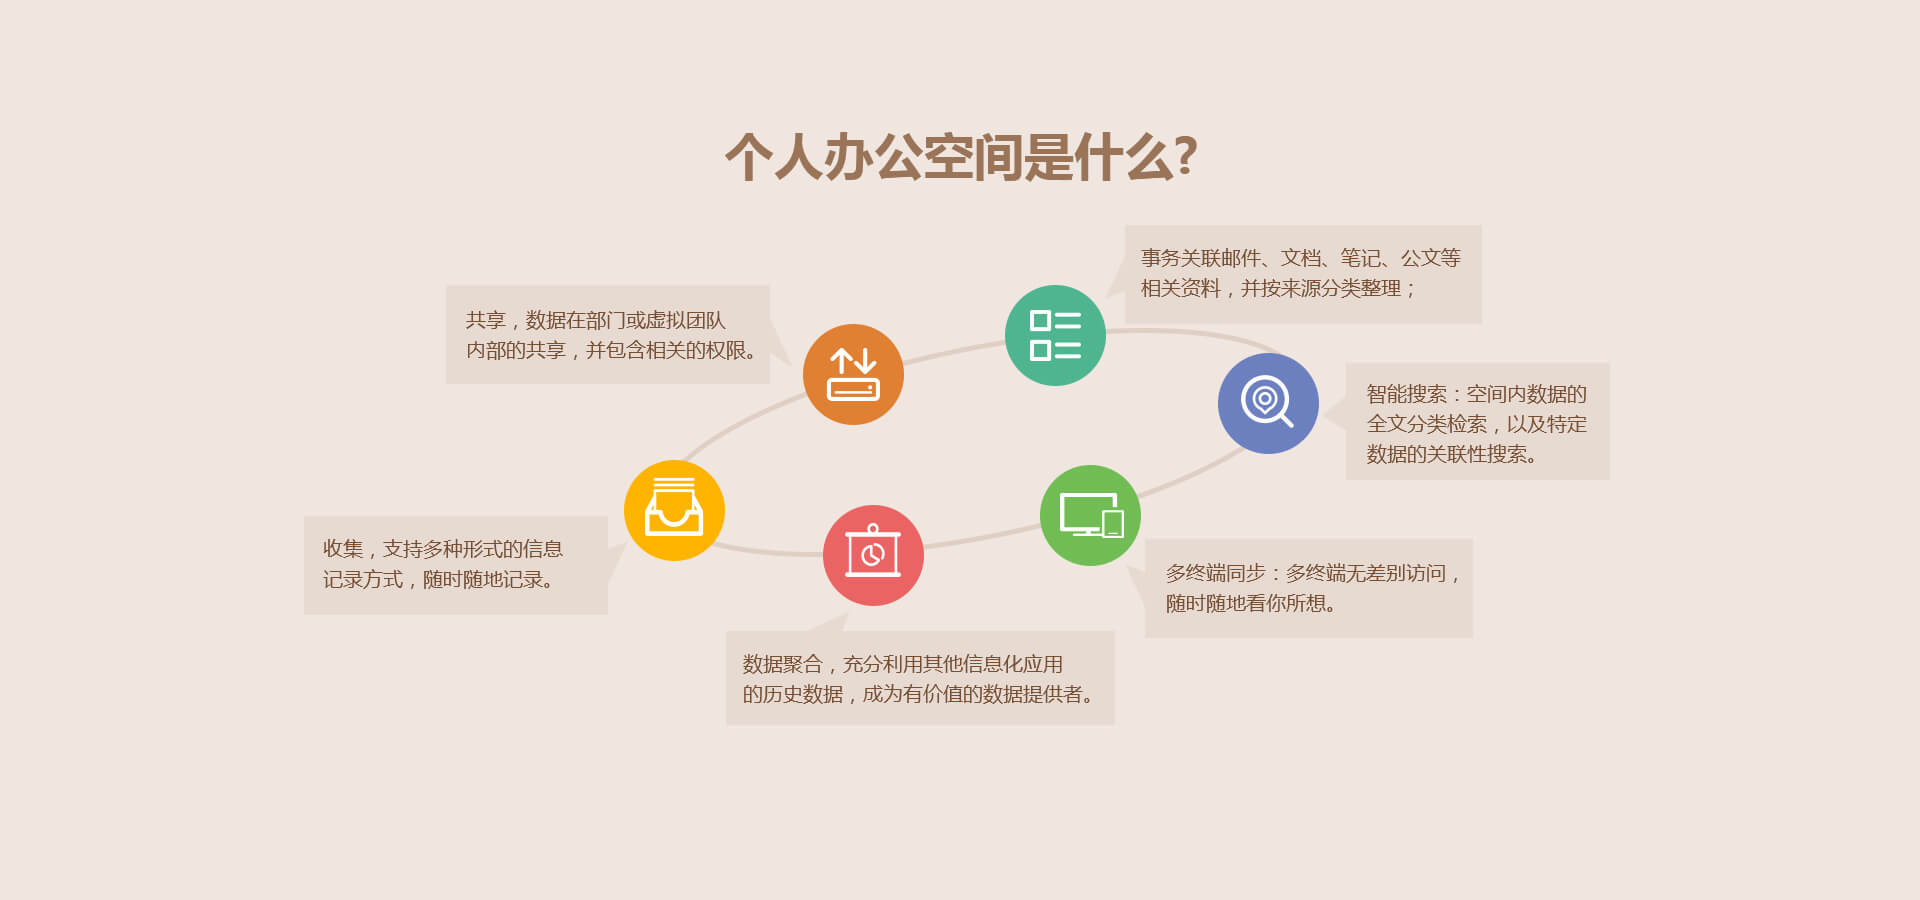 个人办公空间是什么?
事务关联邮件、文档、笔记、公文等
相关资料，并按来源分类整理；
共享，数据在部门或虚拟团队
内部的共享，并包含相关的权限。
智能搜索：空间内数据的
全文分类检索，以及特定
数据的关联性搜索。
收集，支持多种形式的信息
记录方式，随时随地记录。
多终端同步：多终端无差别访问，
随时随地看你所想。
数据聚合，充分利用其他信息化应用
的历史数据，成为有价值的数据提供者。